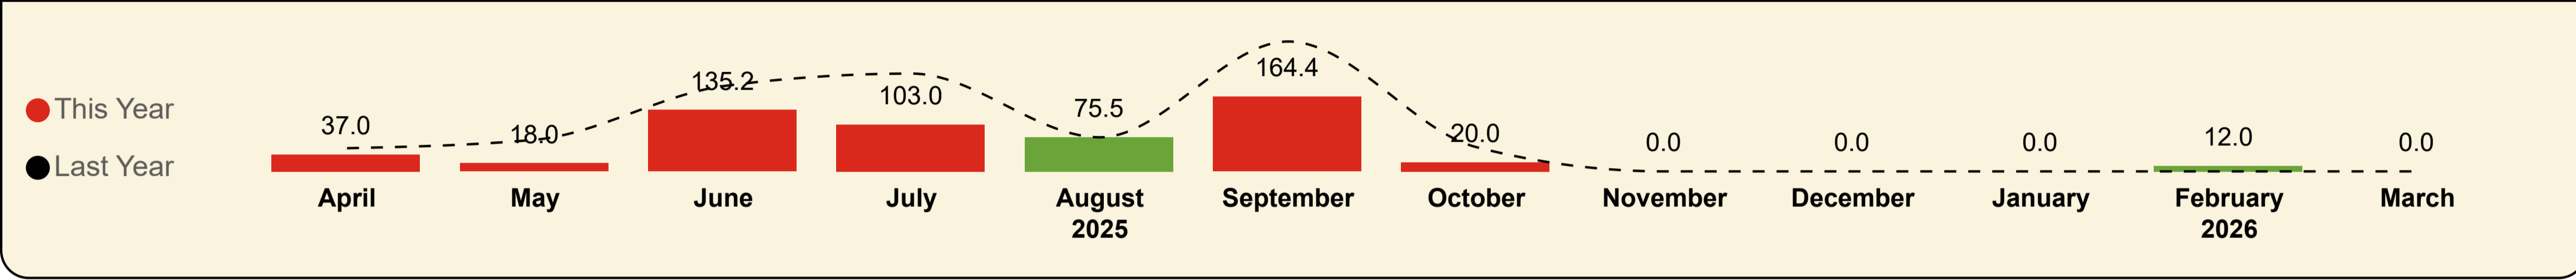 This Year
Last Year
37.0
18.0
135.2
103.0
75.5
164.4
20.0
0.0
0.0
0.0
12.0
0.0
April
May
June
July
August
September
October
November
December
January
February
March
2025
2026